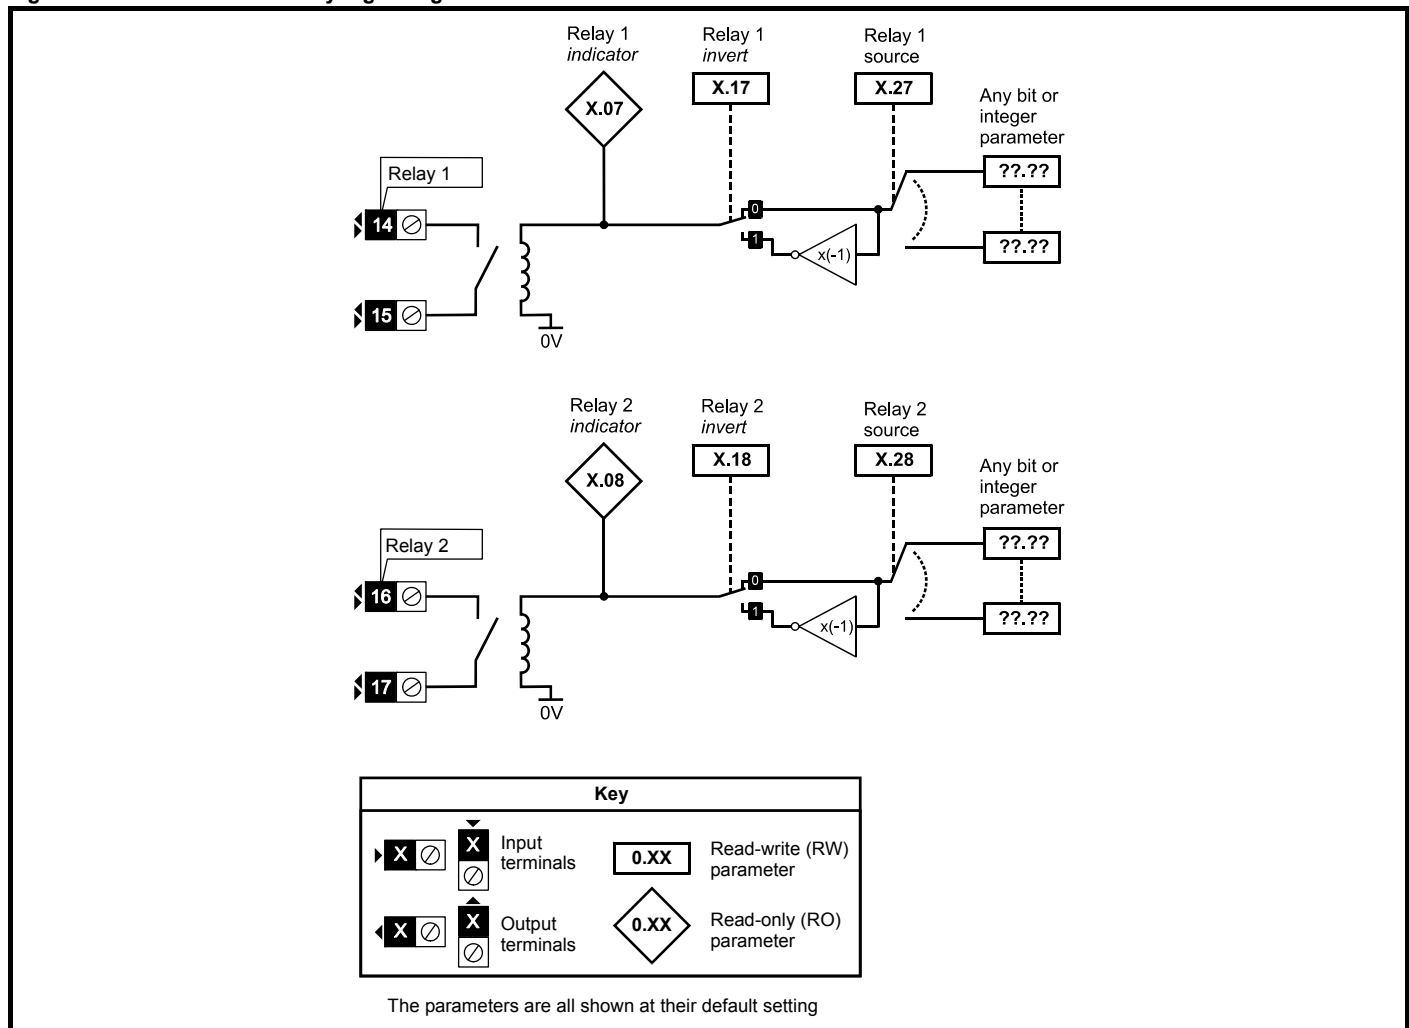 Relay 1
indicator
Relay 1
invert
Relay 1
source
X.07
X.17
X.27
Any bit or
integer
parameter
Relay 1
??.??
14
0
1
x(-1)
??.??
15
0V
Relay 2
indicator
Relay 2
invert
Relay 2
source
X.08
X.18
X.28
Any bit or
integer
parameter
Relay 2
??.??
16
0
1
x(-1)
??.??
17
0V
Key
X
X
Input
terminals
0.XX
Read-write (RW)
parameter
X
X
Output
terminals
0.XX
Read-only (RO)
parameter
The parameters are all shown at their default setting